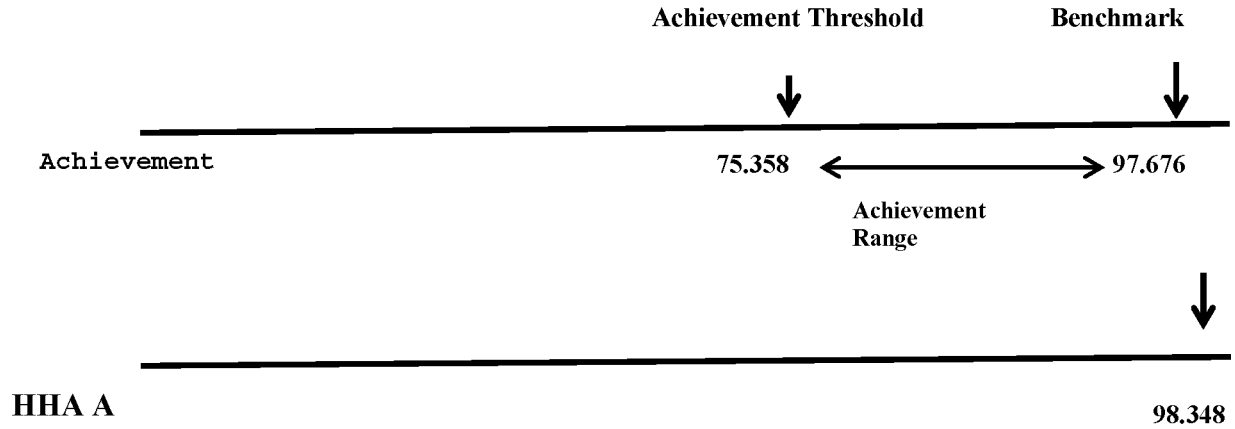 Achievement Threshold Benchmark
Achievement 75.358 97.676
Achievement
Range
HHA A
98.348